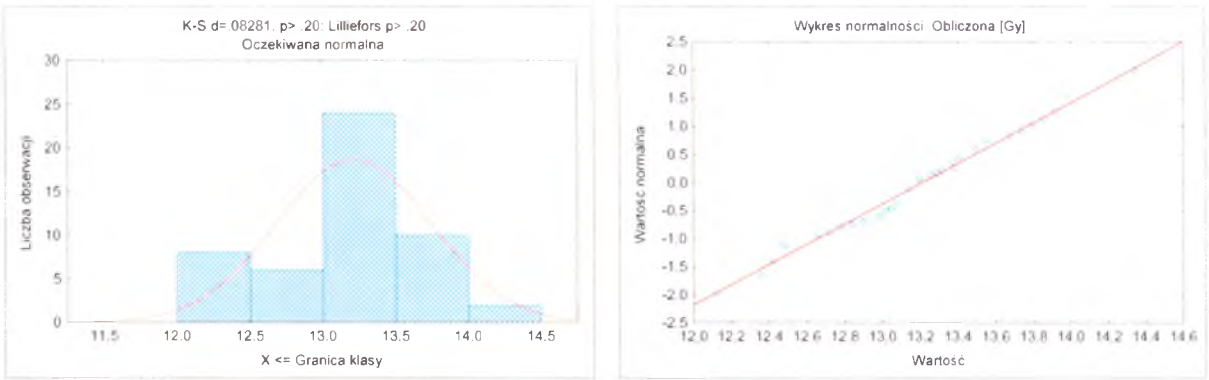 K-S d=.08281, p> .20; Lilliefors p> .20
Oczekiwana normalna
30
25
20
15
10
5
0
Liczba obserwacji
11.5 12.0 12.5 13.0 13.5 14.0 14.5
X <= Granica klasy
Wykres normalności Obliczona [Gy]
2.5
2.0
1.5
1.0
0.5
0.0
-0.5
-1.0
-1.5
-2.0
-2.5
Wartość normalna
12.0 12.2 12.4 12.6 12.8 13.0 13.2 13.4 13.6 13.8 14.0 14.2 14.4 14.6
Wartość